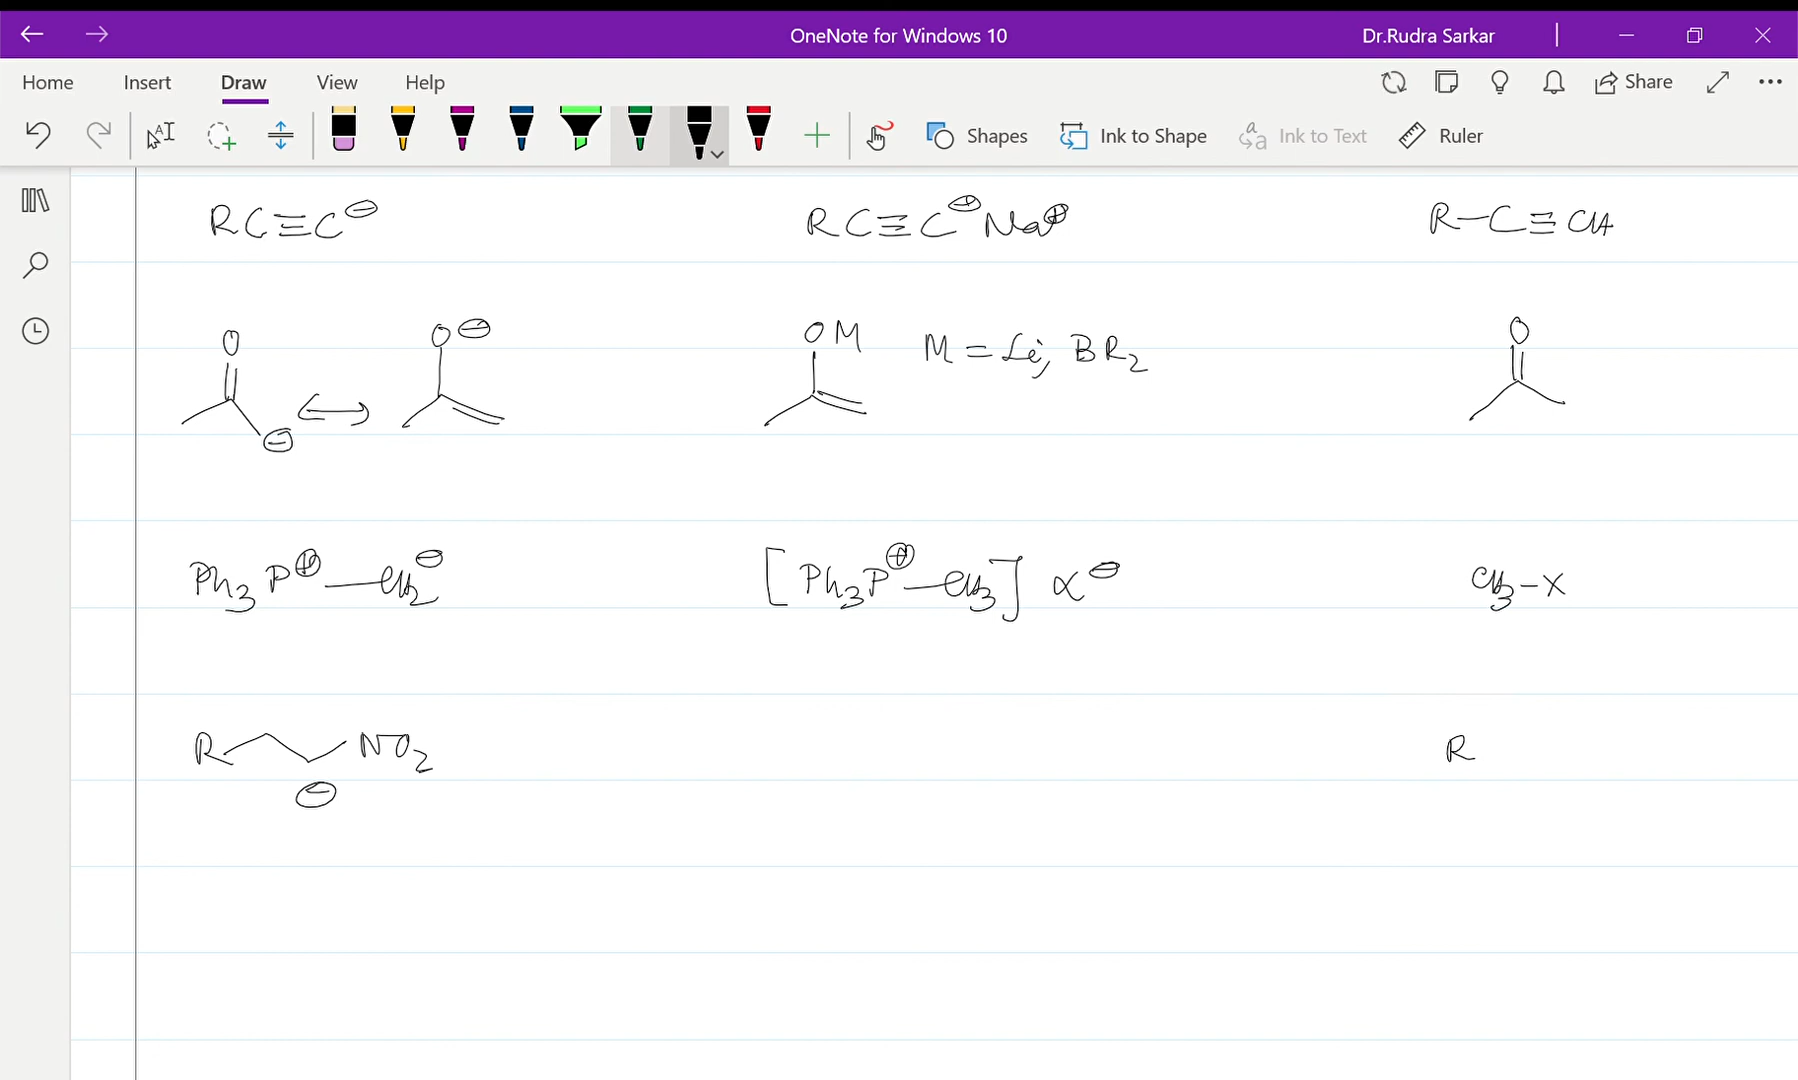 OneNote for Windows 10 Dr.Rudra Sarkar
Home Insert Draw View Help Share
Shapes Ink to Shape Ink to Text Ruler
RC≡C⊖ RC≡C⊖ Na⊕ R-C≡CH
O ⟷ O⊖ OM M = Li, BR₂ O
⊖
Ph₃P⊕—CH₂⊖ [Ph₃P⊕—CH₃] X⊖ CH₃-X
R NO₂ R
⊖